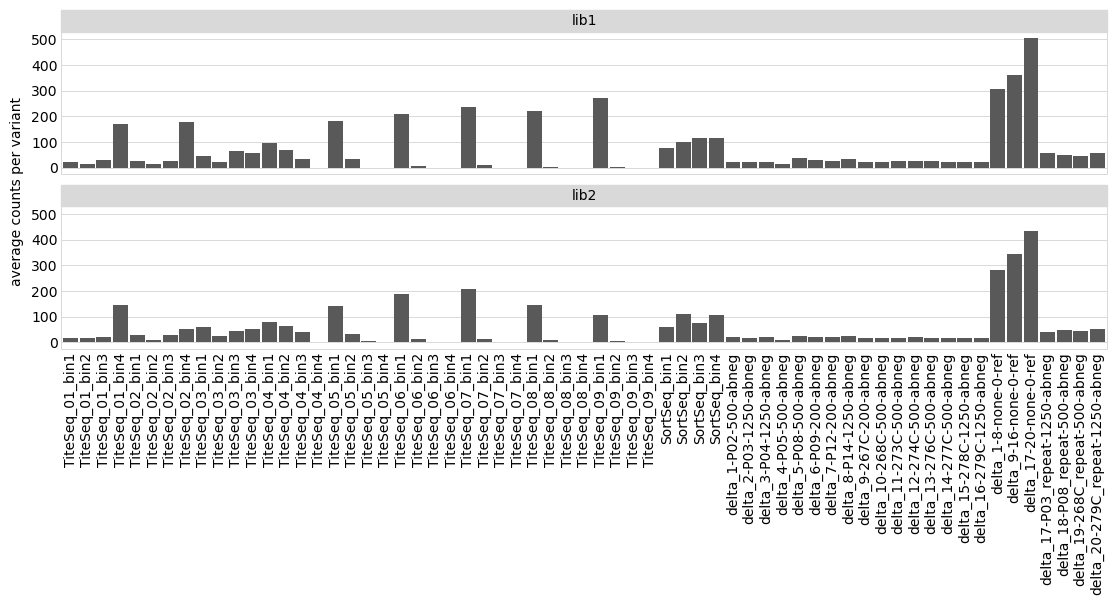 lib1
500
400
300
200
100
0
average counts per variant
lib2
500
400
300
200
100
0
TiteSeq_01_bin1
TiteSeq_01_bin2
TiteSeq_01_bin3
TiteSeq_01_bin4
TiteSeq_02_bin1
TiteSeq_02_bin2
TiteSeq_02_bin3
TiteSeq_02_bin4
TiteSeq_03_bin1
TiteSeq_03_bin2
TiteSeq_03_bin3
TiteSeq_03_bin4
TiteSeq_04_bin1
TiteSeq_04_bin2
TiteSeq_04_bin3
TiteSeq_04_bin4
TiteSeq_05_bin1
TiteSeq_05_bin2
TiteSeq_05_bin3
TiteSeq_05_bin4
TiteSeq_06_bin1
TiteSeq_06_bin2
TiteSeq_06_bin3
TiteSeq_06_bin4
TiteSeq_07_bin1
TiteSeq_07_bin2
TiteSeq_07_bin3
TiteSeq_07_bin4
TiteSeq_08_bin1
TiteSeq_08_bin2
TiteSeq_08_bin3
TiteSeq_08_bin4
TiteSeq_09_bin1
TiteSeq_09_bin2
TiteSeq_09_bin3
TiteSeq_09_bin4
SortSeq_bin1
SortSeq_bin2
SortSeq_bin3
SortSeq_bin4
delta_1-P02-500-abneg
delta_2-P03-1250-abneg
delta_3-P04-1250-abneg
delta_4-P05-500-abneg
delta_5-P08-500-abneg
delta_6-P09-200-abneg
delta_7-P12-200-abneg
delta_8-P14-1250-abneg
delta_9-267C-200-abneg
delta_10-268C-500-abneg
delta_11-273C-500-abneg
delta_12-274C-500-abneg
delta_13-276C-500-abneg
delta_14-277C-500-abneg
delta_15-278C-1250-abneg
delta_16-279C-1250-abneg
delta_1-8-none-0-ref
delta_9-16-none-0-ref
delta_17-20-none-0-ref
delta_17-P03_repeat-1250-abneg
delta_18-P08_repeat-500-abneg
delta_19-268C_repeat-500-abneg
delta_20-279C_repeat-1250-abneg